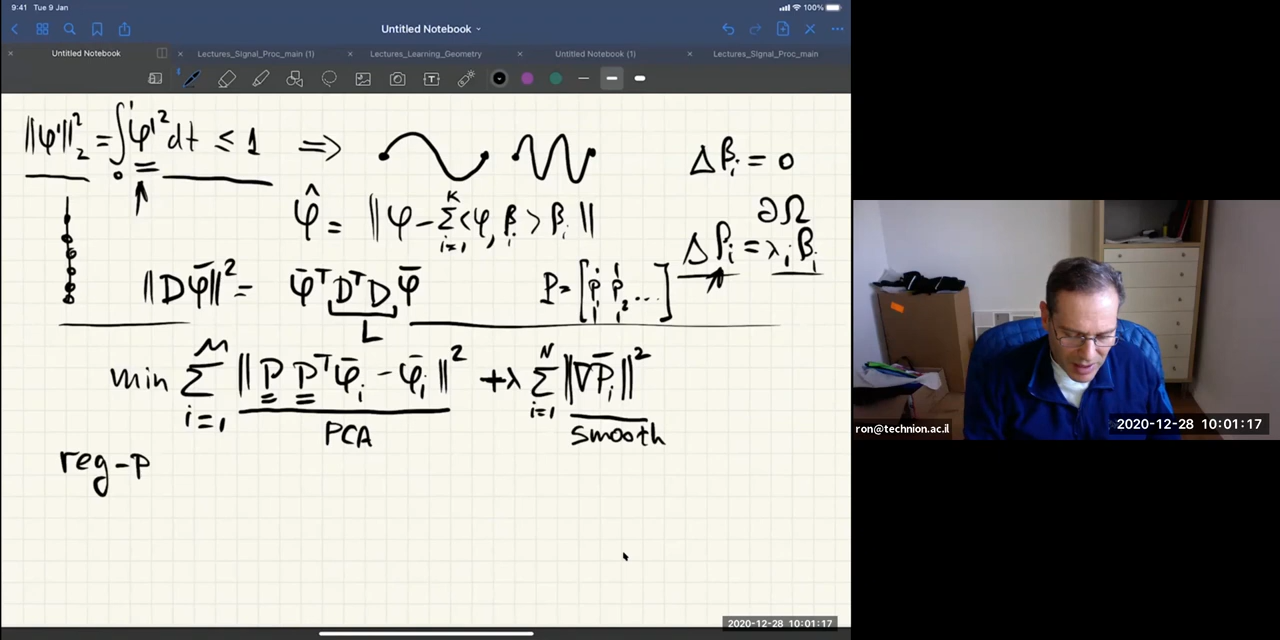 9:41 Tue 9 Jan
100%
Untitled Notebook
Untitled Notebook
Lectures_Signal_Proc_main (1)
Lectures_Learning_Geometry
Untitled Notebook (1)
Lectures_Signal_Proc_main
‖φ'‖₂² = ∫₀¹ φ'² dt ≤ 1 ⇒
Δβᵢ = 0
φ̂ = ‖φ − Σᵢ₌₁ᴷ <φ, βᵢ> βᵢ‖
∂Ω
Δβᵢ = λᵢ βᵢ
‖Dφ̄‖² = φ̄ᵀ DᵀD φ̄
P = [p₁ p₂ ...]
L
min Σᵢ₌₁ᴹ ‖P Pᵀ φ̄ᵢ − φ̄ᵢ‖² + λ Σᵢ₌₁ᴺ ‖∇P̄ᵢ‖²
PCA
smooth
reg-P
ron@technion.ac.il
2020-12-28 10:01:17
2020-12-28 10:01:17